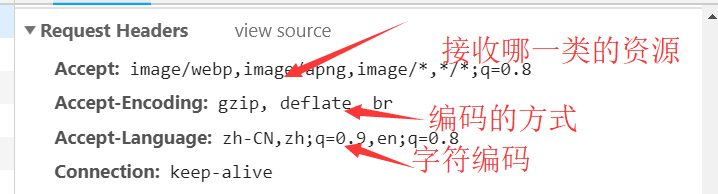 Request Headers view source
接收哪一类的资源
Accept: image/webp,image/apng,image/*,*/*;q=0.8
Accept-Encoding: gzip, deflate, br
编码的方式
Accept-Language: zh-CN,zh;q=0.9,en;q=0.8
字符编码
Connection: keep-alive